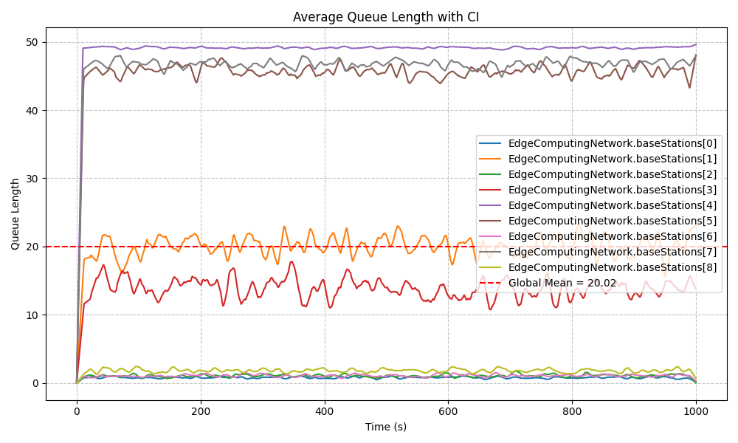 Average Queue Length with CI
Queue Length
50
40
30
20
10
0
EdgeComputingNetwork.baseStations[0]
EdgeComputingNetwork.baseStations[1]
EdgeComputingNetwork.baseStations[2]
EdgeComputingNetwork.baseStations[3]
EdgeComputingNetwork.baseStations[4]
EdgeComputingNetwork.baseStations[5]
EdgeComputingNetwork.baseStations[6]
EdgeComputingNetwork.baseStations[7]
EdgeComputingNetwork.baseStations[8]
Global Mean = 20.02
0 200 400 600 800 1000
Time (s)